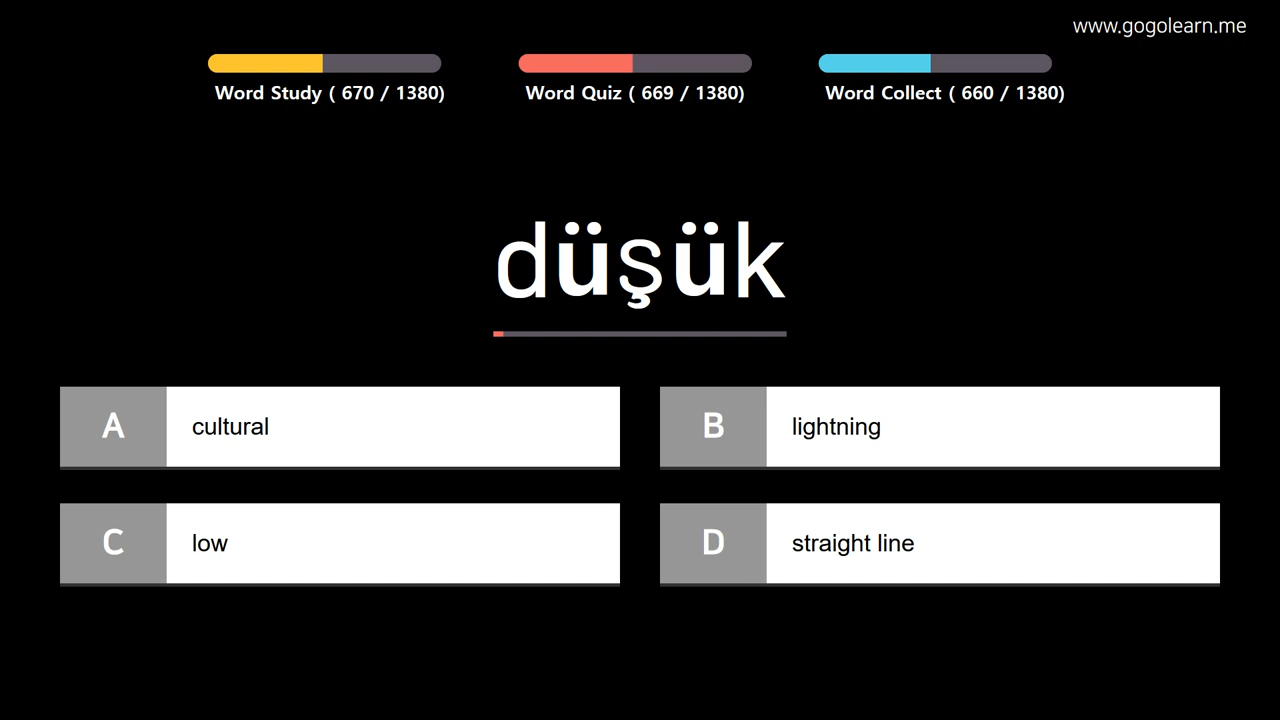 www.gogolearn.me
Word Study ( 670 / 1380)
Word Quiz ( 669 / 1380)
Word Collect ( 660 / 1380)
düşük
A
cultural
B
lightning
C
low
D
straight line